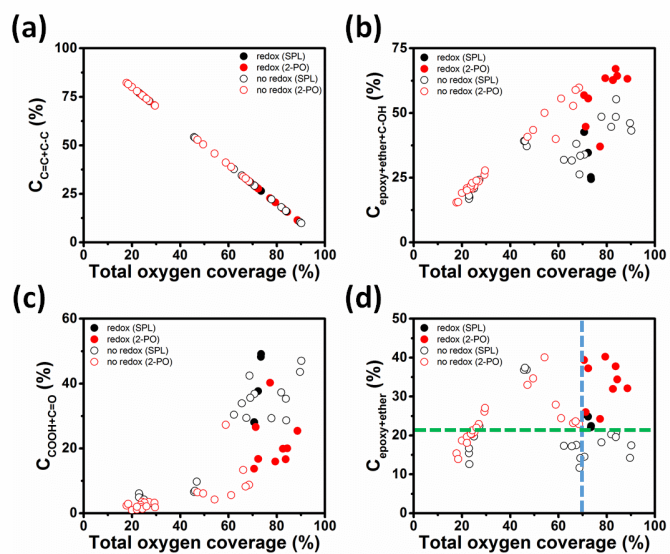 (a)
100
75
50
25
0
C C=C+C-C (%)
redox (SPL)
redox (2-PO)
no redox (SPL)
no redox (2-PO)
0 20 40 60 80 100
Total oxygen coverage (%)
(b)
75
50
25
0
C epoxy+ether+C-OH (%)
redox (SPL)
redox (2-PO)
no redox (SPL)
no redox (2-PO)
0 20 40 60 80 100
Total oxygen coverage (%)
(c)
60
40
20
0
C COOH+C=O (%)
redox (SPL)
redox (2-PO)
no redox (SPL)
no redox (2-PO)
0 20 40 60 80 100
Total oxygen coverage (%)
(d)
50
40
30
20
10
0
C epoxy+ether (%)
redox (SPL)
redox (2-PO)
no redox (SPL)
no redox (2-PO)
0 20 40 60 80 100
Total oxygen coverage (%)